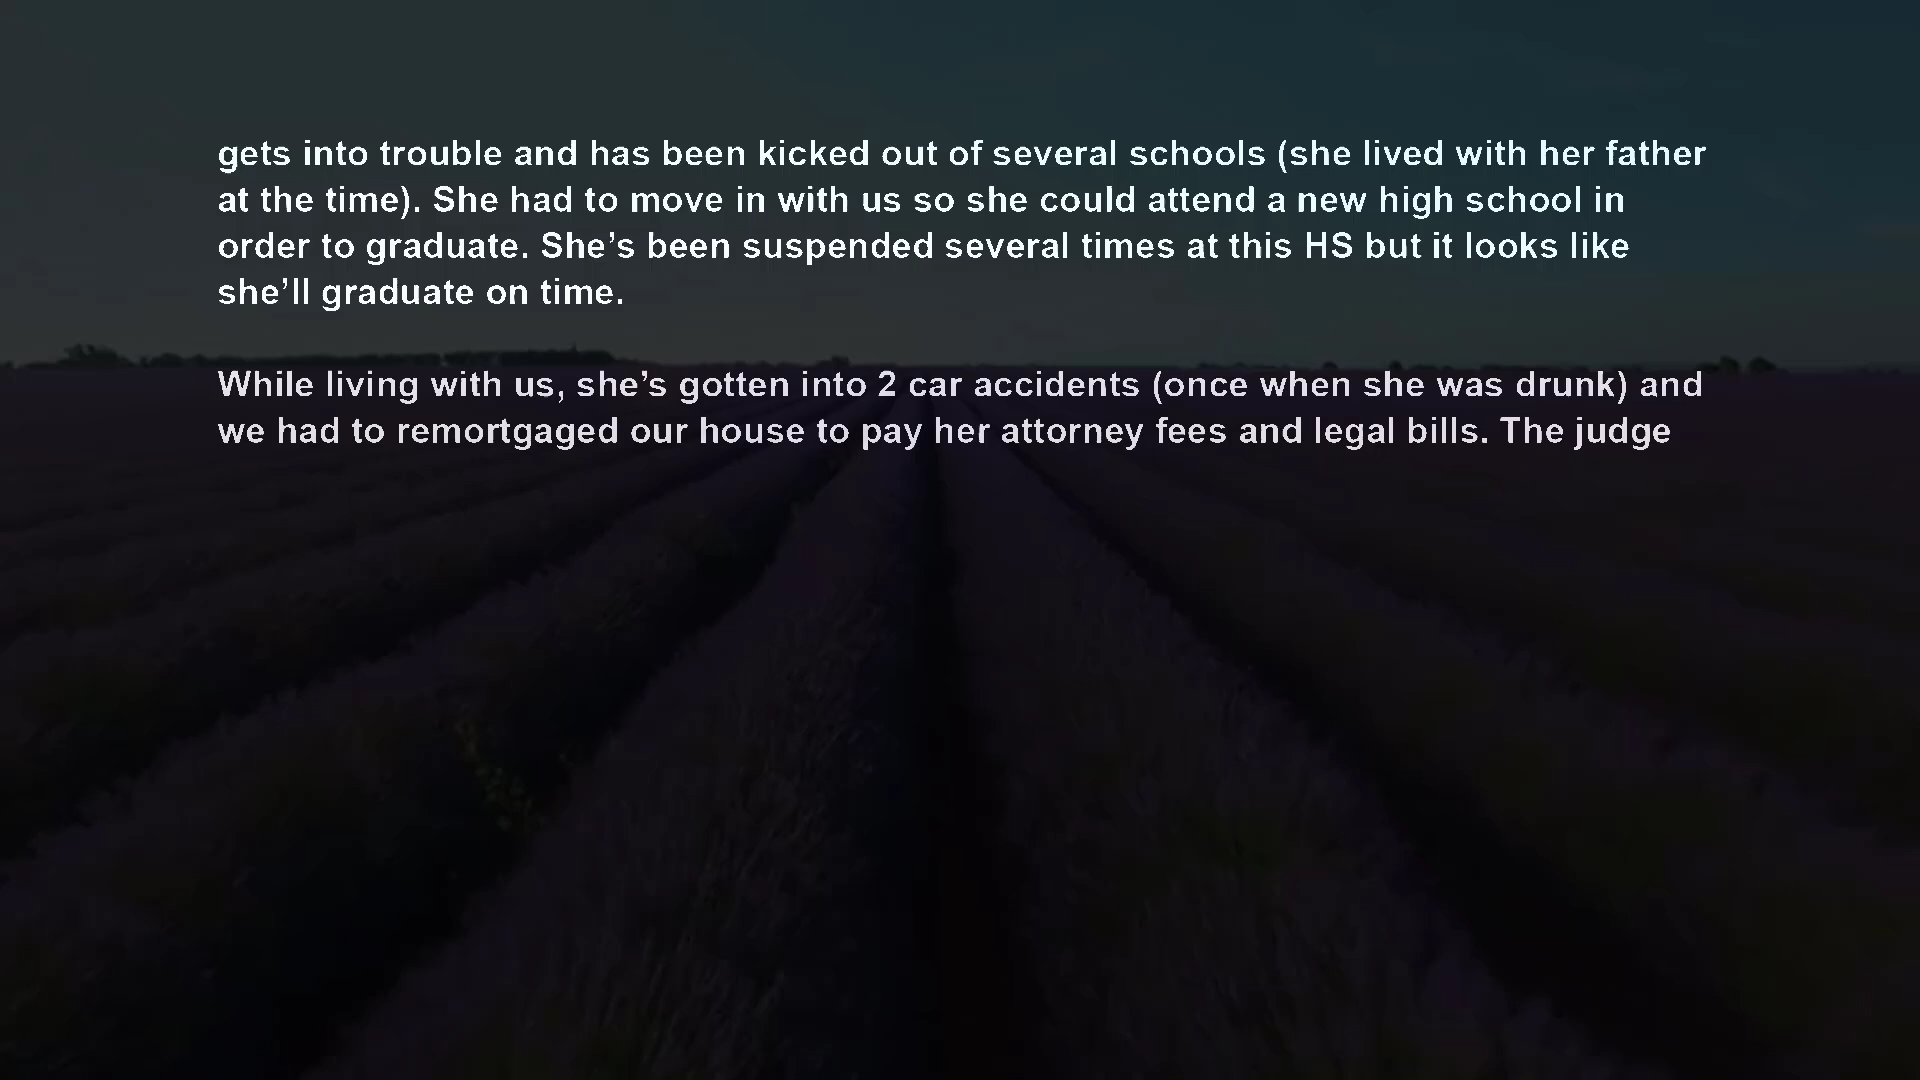 gets into trouble and has been kicked out of several schools (she lived with her father
at the time). She had to move in with us so she could attend a new high school in
order to graduate. She’s been suspended several times at this HS but it looks like
she’ll graduate on time.
While living with us, she’s gotten into 2 car accidents (once when she was drunk) and
we had to remortgaged our house to pay her attorney fees and legal bills. The judge